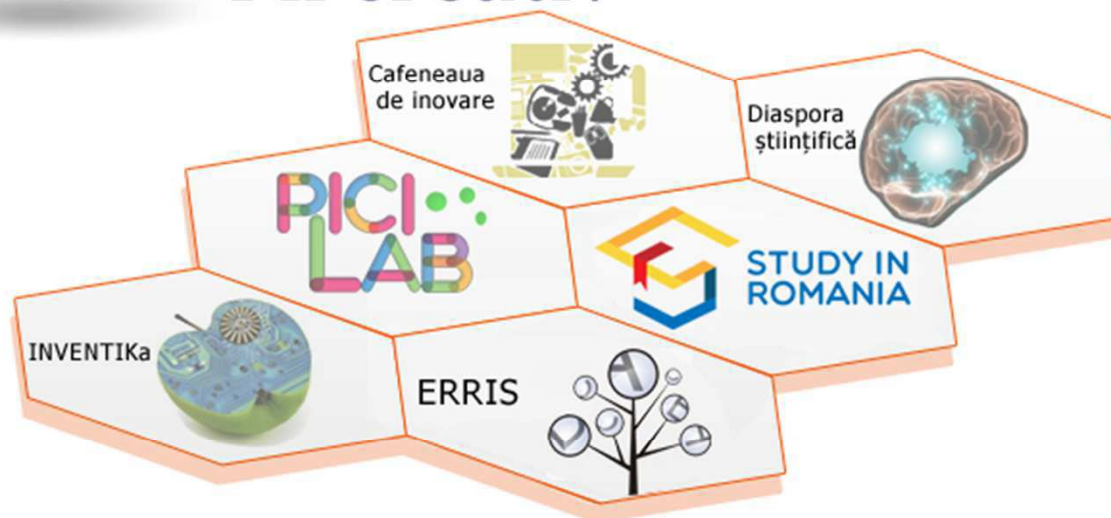 Cafeneaua
de inovare
Diaspora
științifică
PICI
LAB
STUDY IN
ROMANIA
INVENTIKa
ERRIS